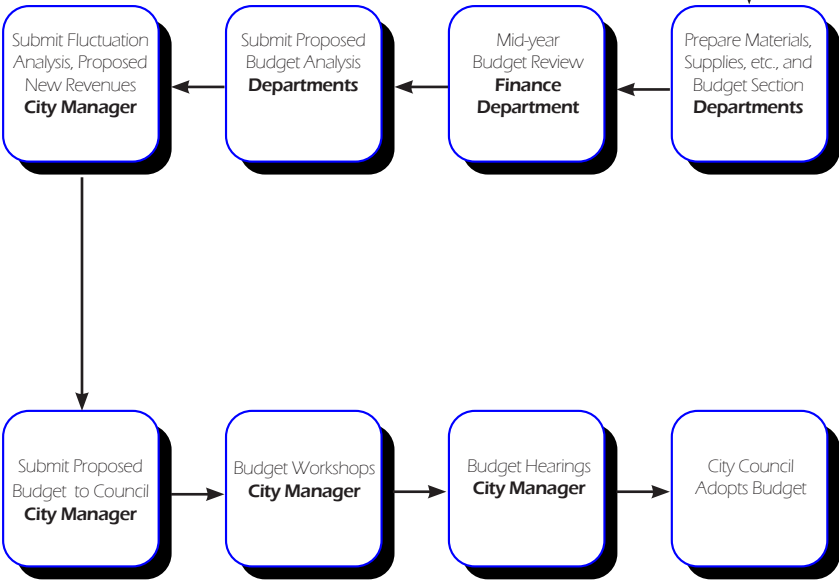 Submit Fluctuation
Analysis, Proposed
New Revenues
City Manager
Submit Proposed
Budget Analysis
Departments
Mid-year
Budget Review
Finance
Department
Prepare Materials,
Supplies, etc., and
Budget Section
Departments
Submit Proposed
Budget to Council
City Manager
Budget Workshops
City Manager
Budget Hearings
City Manager
City Council
Adopts Budget